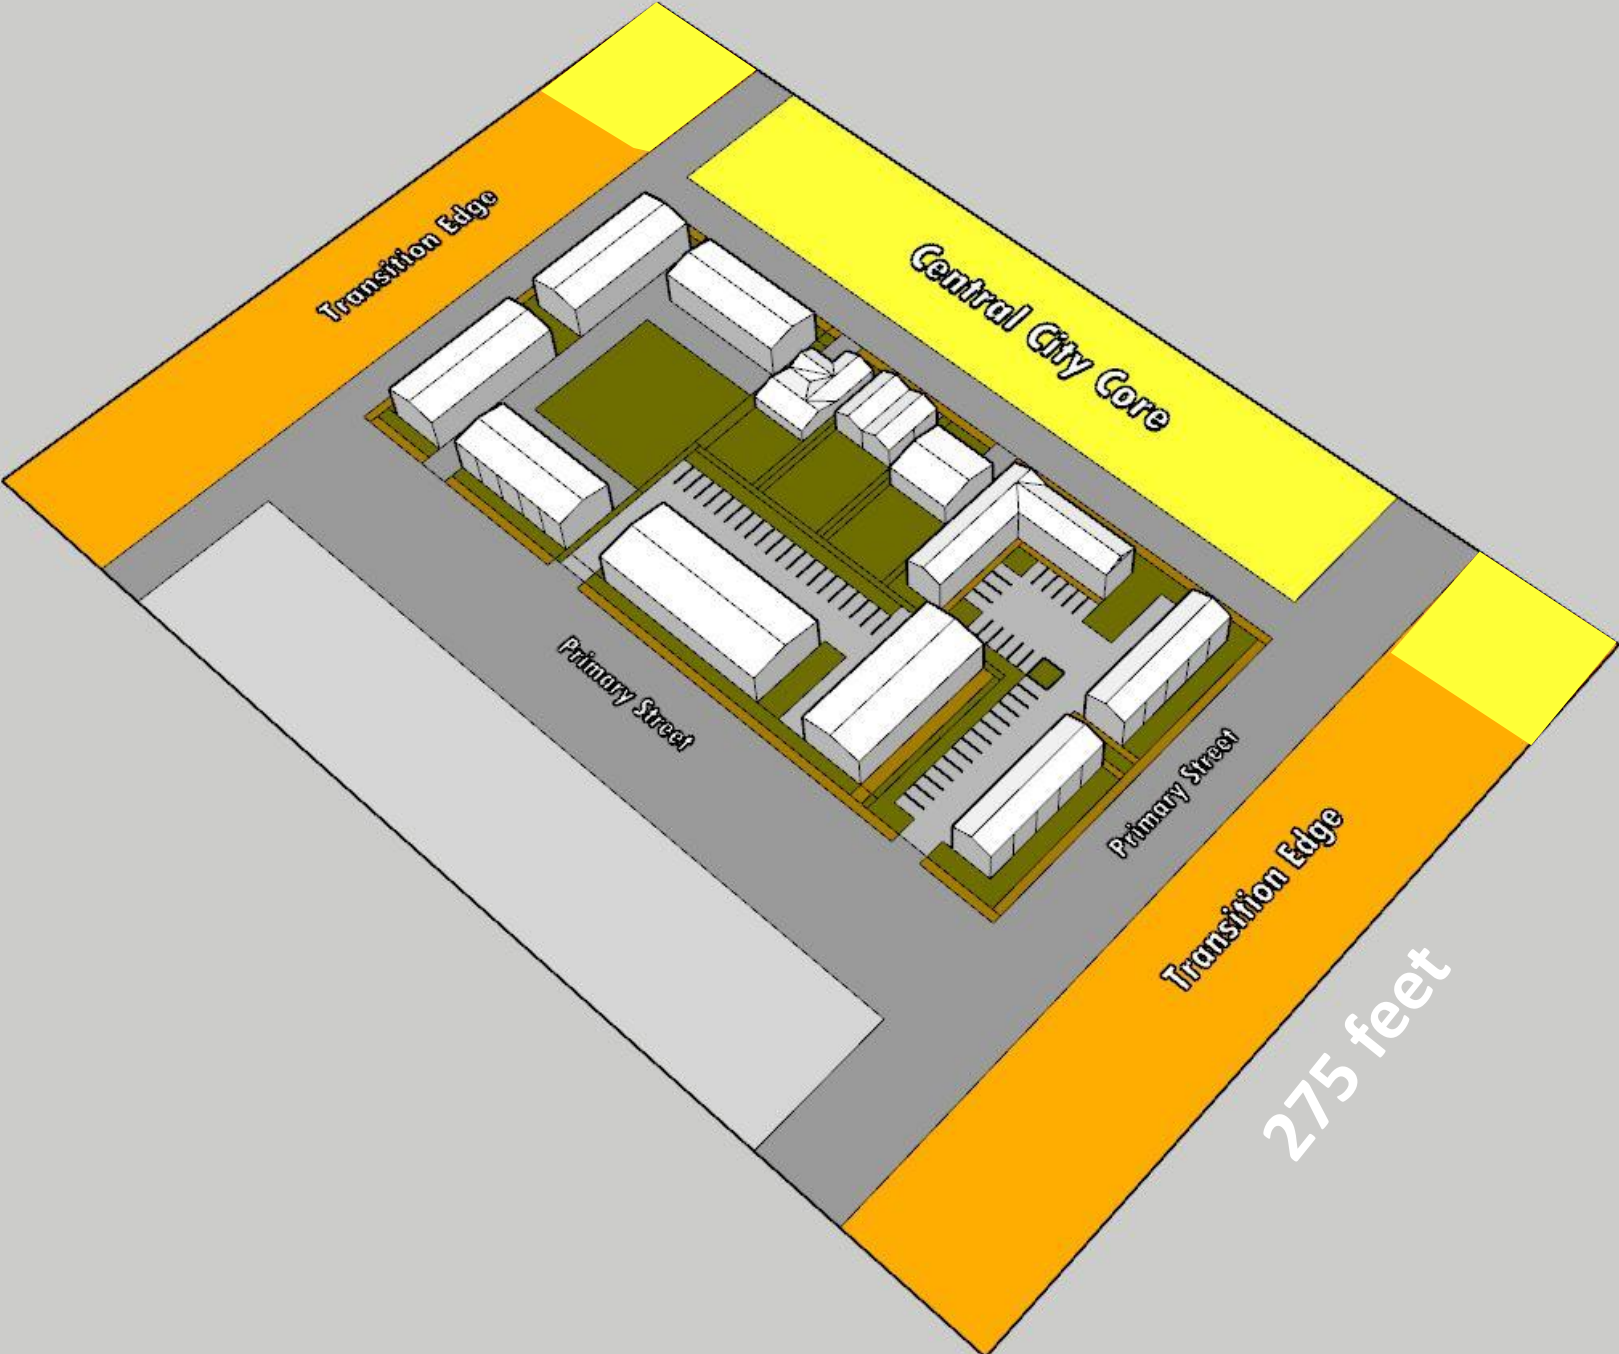 Transition Edge
Central City Core
Primary Street
Primary Street
Transition Edge
275 feet